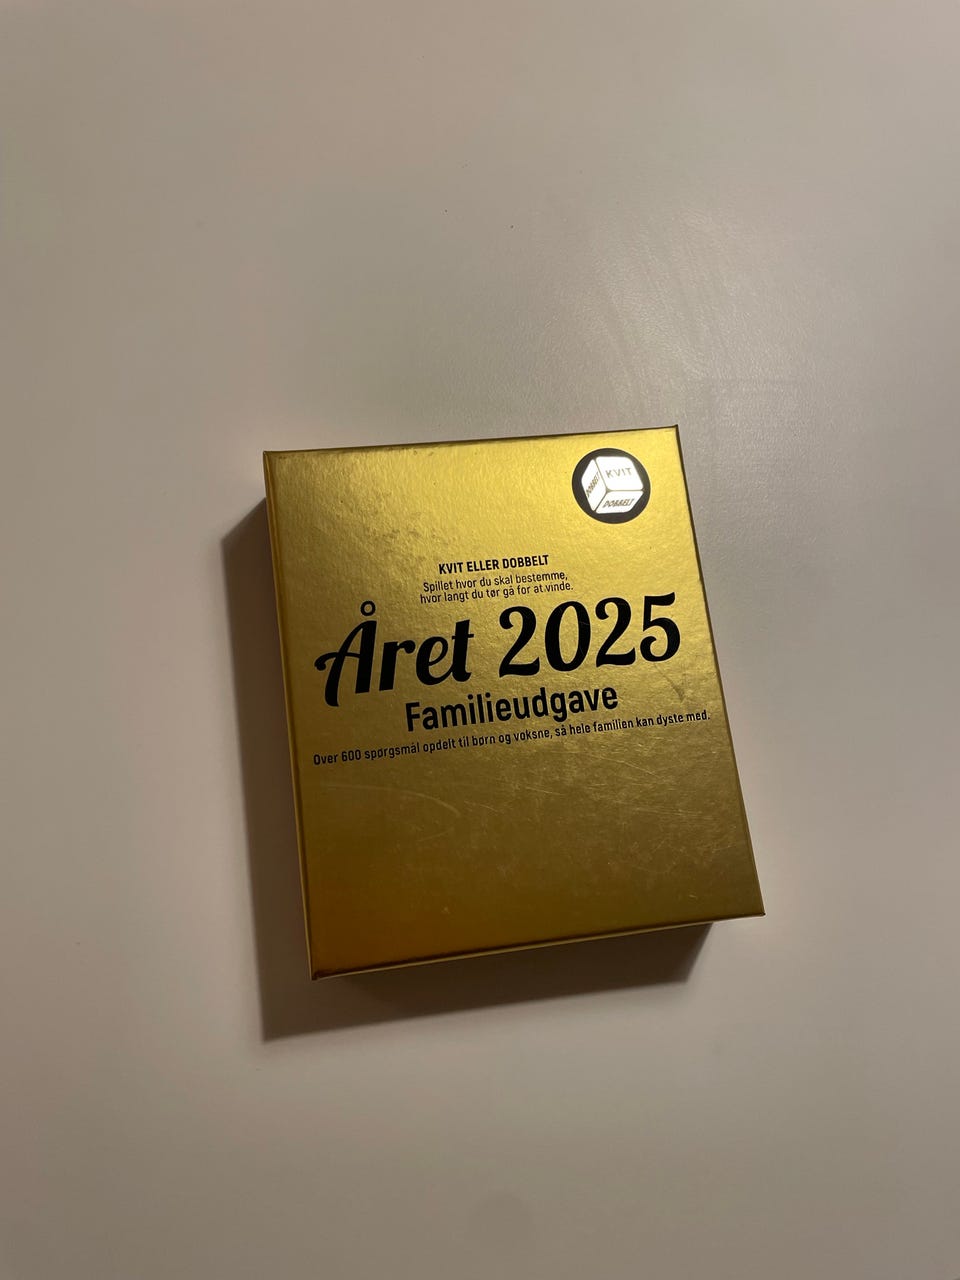 DOBBELT
KVIT
DOBBELT
KVIT ELLER DOBBELT
Spillet hvor du skal bestemme,
hvor langt du tør gå for at vinde.
Året 2025
Familieudgave
Over 600 spørgsmål opdelt til børn og voksne, så hele familien kan dyste med.